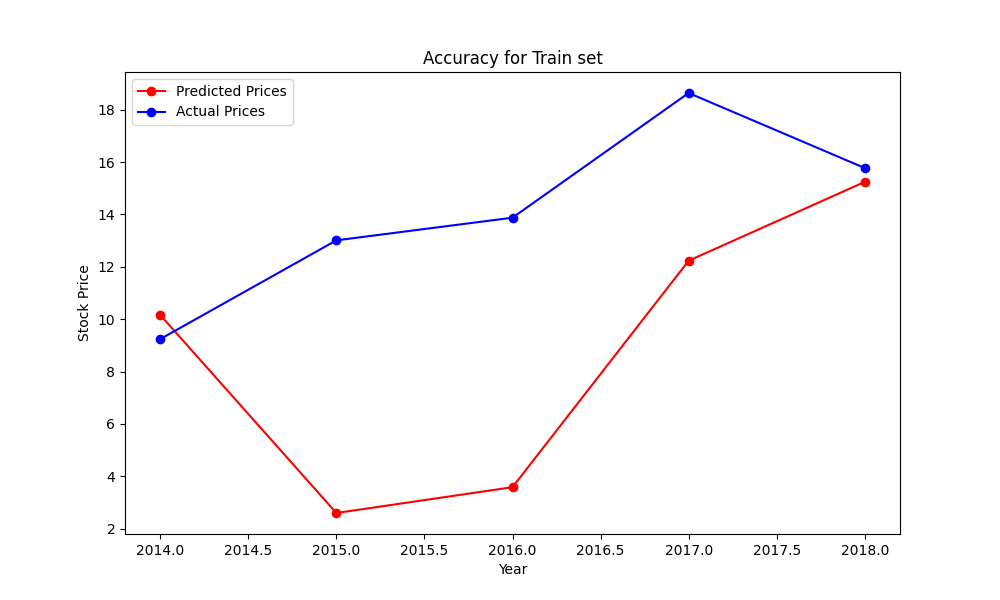 Accuracy for Train set
Predicted Prices
Actual Prices
18
16
14
12
10
8
6
4
2
Stock Price
2014.0 2014.5 2015.0 2015.5 2016.0 2016.5 2017.0 2017.5 2018.0
Year